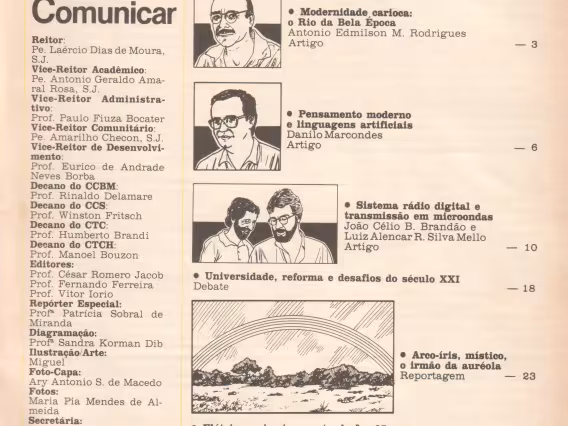 Comunicar
Reitor:
Pe. Laércio Dias de Moura,
S.J.
Vice-Reitor Acadêmico:
Pe. Antonio Geraldo Ama-
ral Rosa, S.J.
Vice-Reitor Administra-
tivo:
Prof. Paulo Fiuza Bocater
Vice-Reitor Comunitário:
Pe. Amarilho Checon, S.J.
Vice-Reitor de Desenvolvi-
mento:
Prof. Eurico de Andrade
Neves Borba
Decano do CCBM:
Prof. Rinaldo Delamare
Decano do CCS:
Prof. Winston Fritsch
Decano do CTC:
Prof. Humberto Brandi
Decano do CTCH:
Prof. Manoel Bouzon
Editores:
Prof. César Romero Jacob
Prof. Fernando Ferreira
Prof. Vitor Iorio
Repórter Especial:
Profª Patrícia Sobral de
Miranda
Diagramação:
Profª Sandra Korman Dib
Ilustração/Arte:
Miguel
Foto-Capa:
Ary Antonio S. de Macedo
Fotos:
Maria Pia Mendes de Al-
meida
Secretária:
• Modernidade carioca:
o Rio da Bela Época
Antonio Edmilson M. Rodrigues
Artigo — 3
• Pensamento moderno
e linguagens artificiais
Danilo Marcondes
Artigo — 6
• Sistema rádio digital e
transmissão em microondas
João Célio B. Brandão e
Luiz Alencar R. Silva Mello
Artigo — 10
• Universidade, reforma e desafios do século XXI
Debate — 18
• Arco-íris, místico,
o irmão da auréola
Reportagem — 23